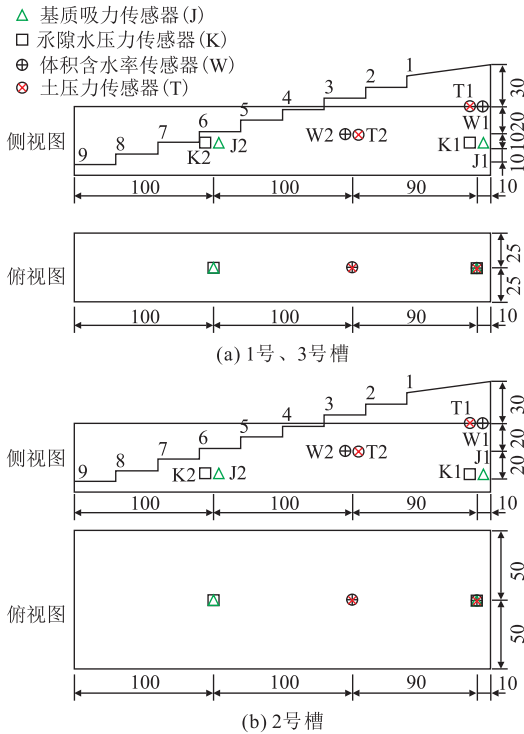 基质吸力传感器(J)
氶隙水压力传感器(K)
体积含水率传感器(W)
土压力传感器(T)
侧视图
9 8 7 6 5 4 3 2 1
K2 J2 W2 T2 T1 W1 K1 J1
30 20 10 10
100 100 90 10
俯视图
25 25
100 100 90 10
(a) 1号、3号槽
侧视图
9 8 7 6 5 4 3 2 1
K2 J2 W2 T2 T1 W1 J1 K1
30 20 20
100 100 90 10
俯视图
50 50
100 100 90 10
(b) 2号槽